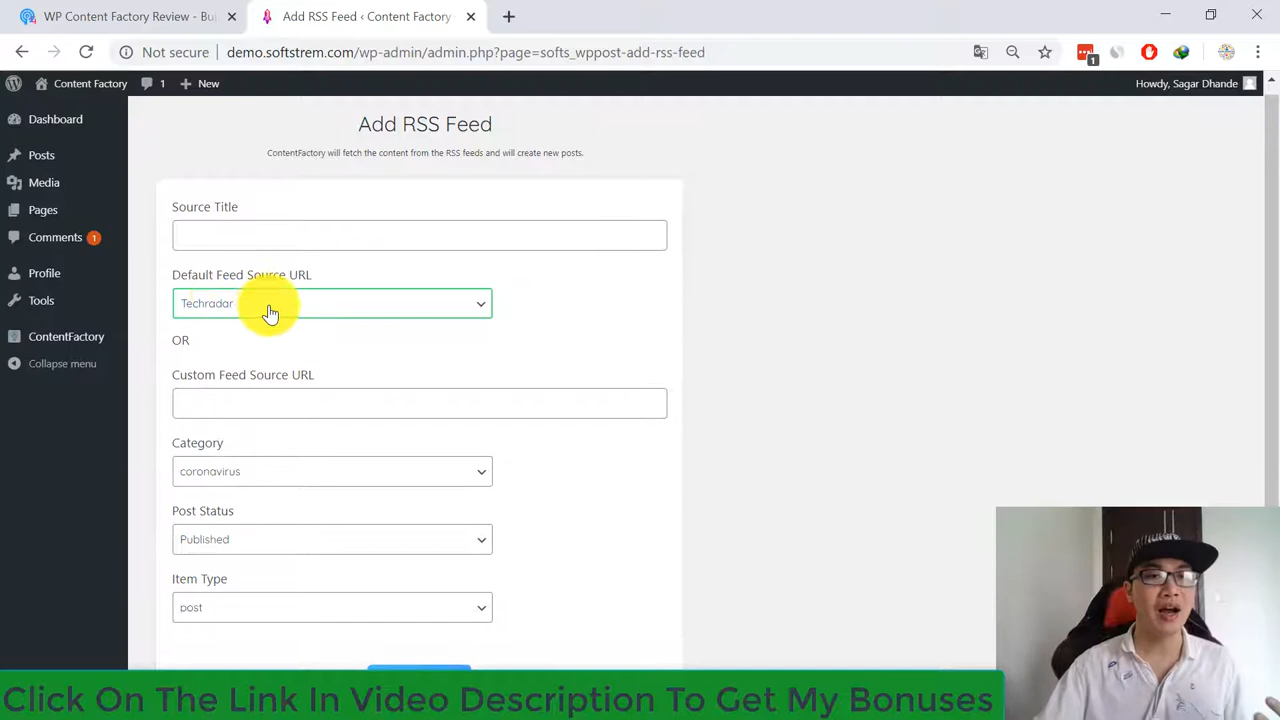 WP Content Factory Review - Bui
Add RSS Feed ‹ Content Factory
Not secure
demo.softstrem.com/wp-admin/admin.php?page=softs_wppost-add-rss-feed
1
Content Factory
1
New
Howdy, Sagar Dhande
Dashboard
Posts
Media
Pages
Comments 1
Profile
Tools
ContentFactory
Collapse menu
Add RSS Feed
ContentFactory will fetch the content from the RSS feeds and will create new posts.
Source Title
Default Feed Source URL
Techradar
OR
Custom Feed Source URL
Category
coronavirus
Post Status
Published
Item Type
post
Click On The Link In Video Description To Get My Bonuses